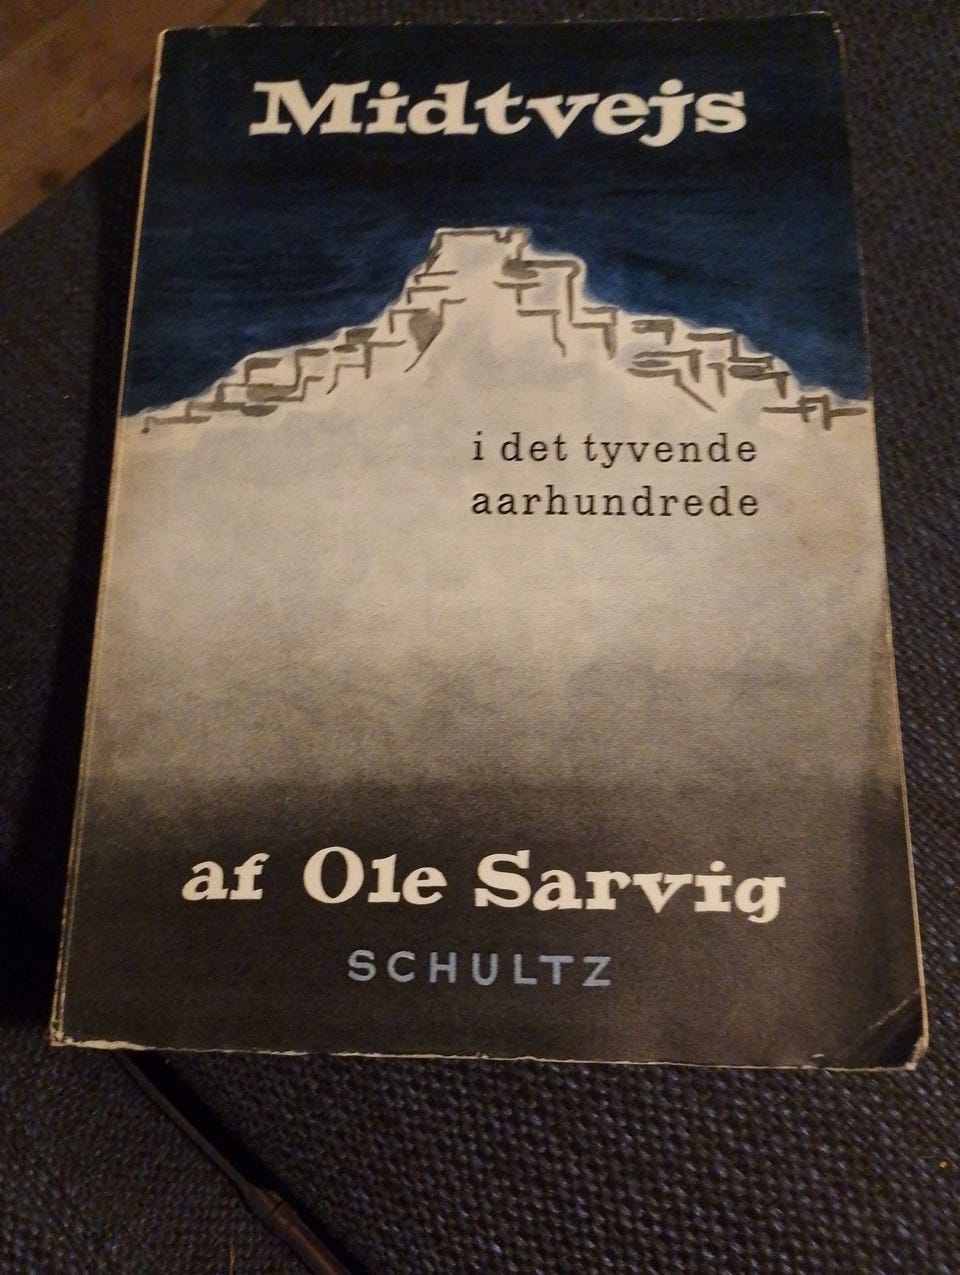 Midtvejs
i det tyvende
aarhundrede
af Ole Sarvig
SCHULTZ